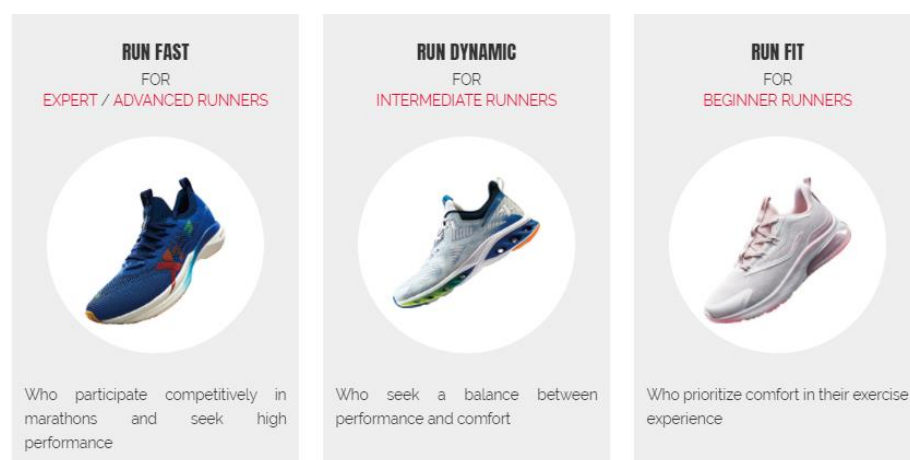 RUN FAST
FOR
EXPERT / ADVANCED RUNNERS
Who participate competitively in
marathons and seek high
performance
RUN DYNAMIC
FOR
INTERMEDIATE RUNNERS
Who seek a balance between
performance and comfort
RUN FIT
FOR
BEGINNER RUNNERS
Who prioritize comfort in their exercise
experience